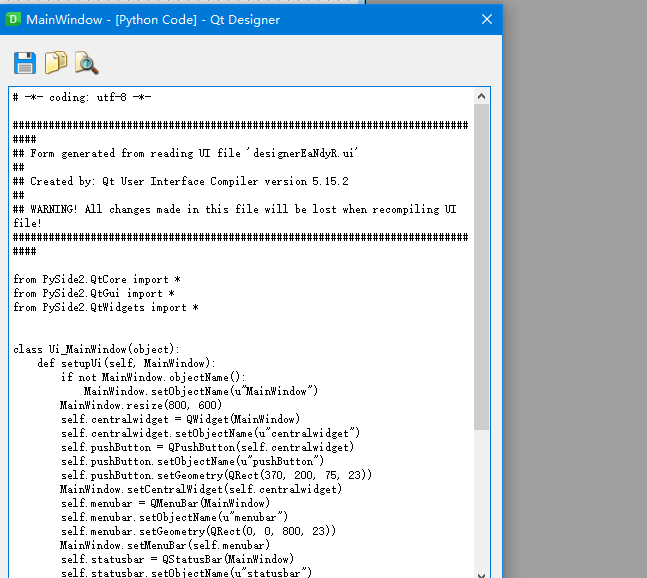 MainWindow - [Python Code] - Qt Designer
# -*- coding: utf-8 -*-
############################################################################
####
## Form generated from reading UI file 'designerEaNdyR.ui'
##
## Created by: Qt User Interface Compiler version 5.15.2
##
## WARNING! All changes made in this file will be lost when recompiling UI
file!
############################################################################
####
from PySide2.QtCore import *
from PySide2.QtGui import *
from PySide2.QtWidgets import *
class Ui_MainWindow(object):
    def setupUi(self, MainWindow):
        if not MainWindow.objectName():
            MainWindow.setObjectName(u"MainWindow")
        MainWindow.resize(800, 600)
        self.centralwidget = QWidget(MainWindow)
        self.centralwidget.setObjectName(u"centralwidget")
        self.pushButton = QPushButton(self.centralwidget)
        self.pushButton.setObjectName(u"pushButton")
        self.pushButton.setGeometry(QRect(370, 200, 75, 23))
        MainWindow.setCentralWidget(self.centralwidget)
        self.menubar = QMenuBar(MainWindow)
        self.menubar.setObjectName(u"menubar")
        self.menubar.setGeometry(QRect(0, 0, 800, 23))
        MainWindow.setMenuBar(self.menubar)
        self.statusbar = QStatusBar(MainWindow)
        self.statusbar.setObjectName(u"statusbar")